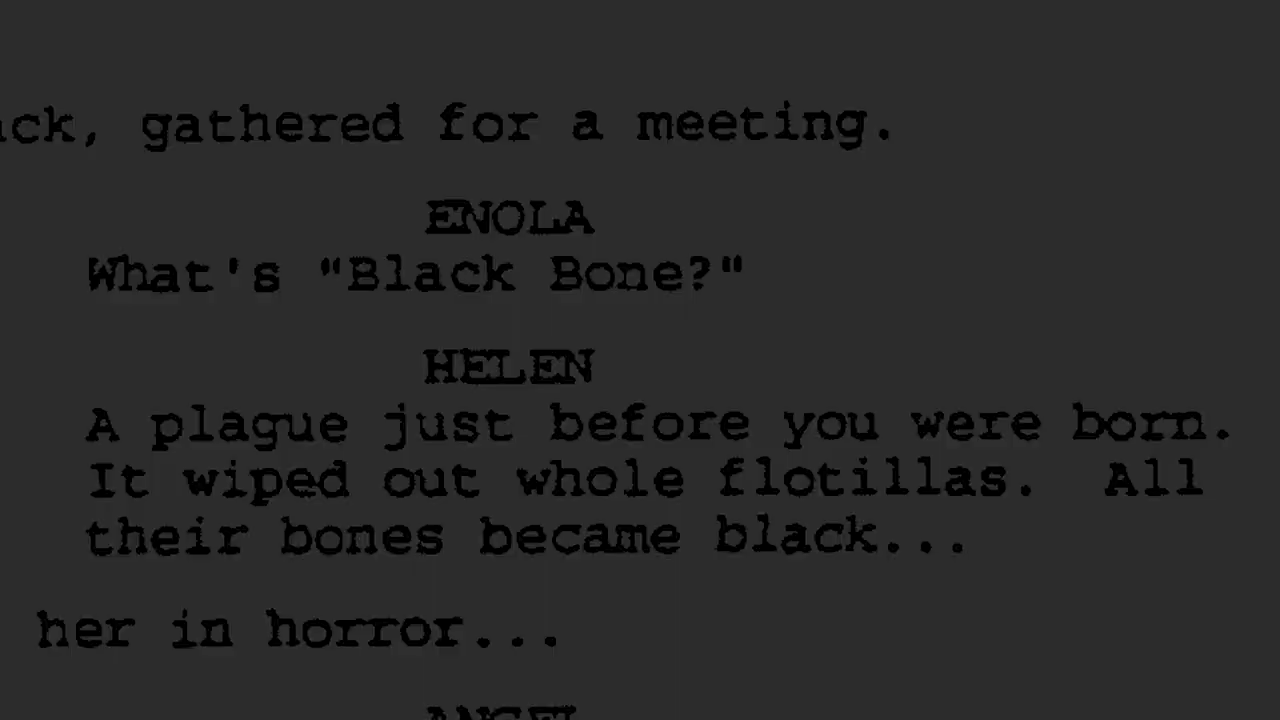 ck, gathered for a meeting.
ENOLA
What's "Black Bone?"
HELEN
A plague just before you were born.
It wiped out whole flotillas. All
their bones became black...
her in horror...
ANGEL